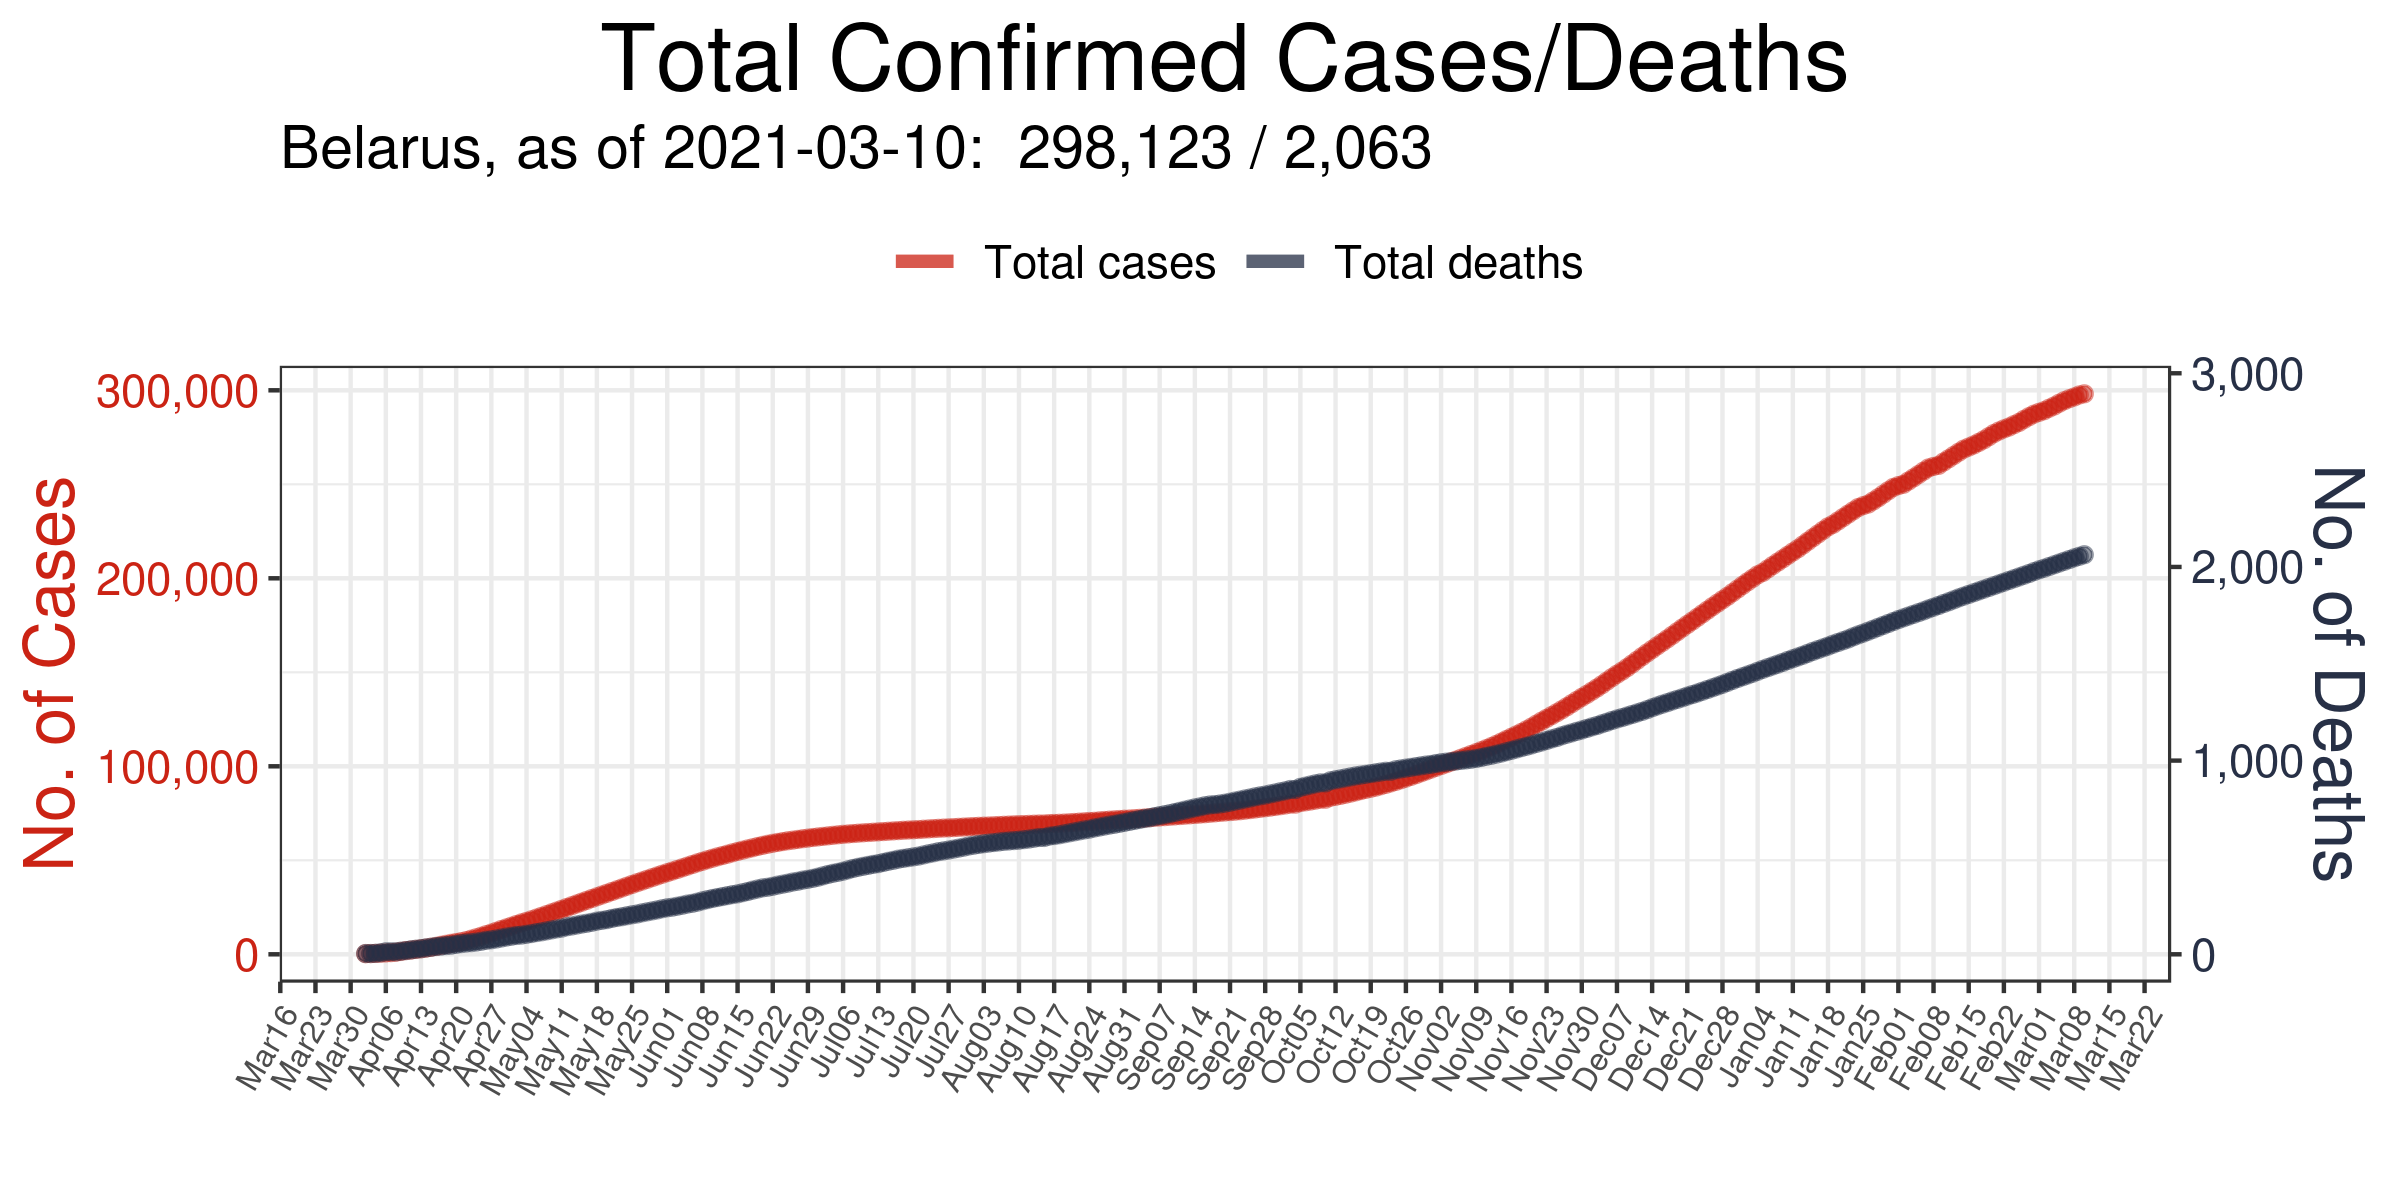 Total Confirmed Cases/Deaths
Belarus, as of 2021-03-10:  298,123 / 2,063
Total cases
Total deaths
No. of Cases
300,000
200,000
100,000
0
3,000
2,000
1,000
0
No. of Deaths
Mar16
Mar23
Mar30
Apr06
Apr13
Apr20
Apr27
May04
May11
May18
May25
Jun01
Jun08
Jun15
Jun22
Jun29
Jul06
Jul13
Jul20
Jul27
Aug03
Aug10
Aug17
Aug24
Aug31
Sep07
Sep14
Sep21
Sep28
Oct05
Oct12
Oct19
Oct26
Nov02
Nov09
Nov16
Nov23
Nov30
Dec07
Dec14
Dec21
Dec28
Jan04
Jan11
Jan18
Jan25
Feb01
Feb08
Feb15
Feb22
Mar01
Mar08
Mar15
Mar22